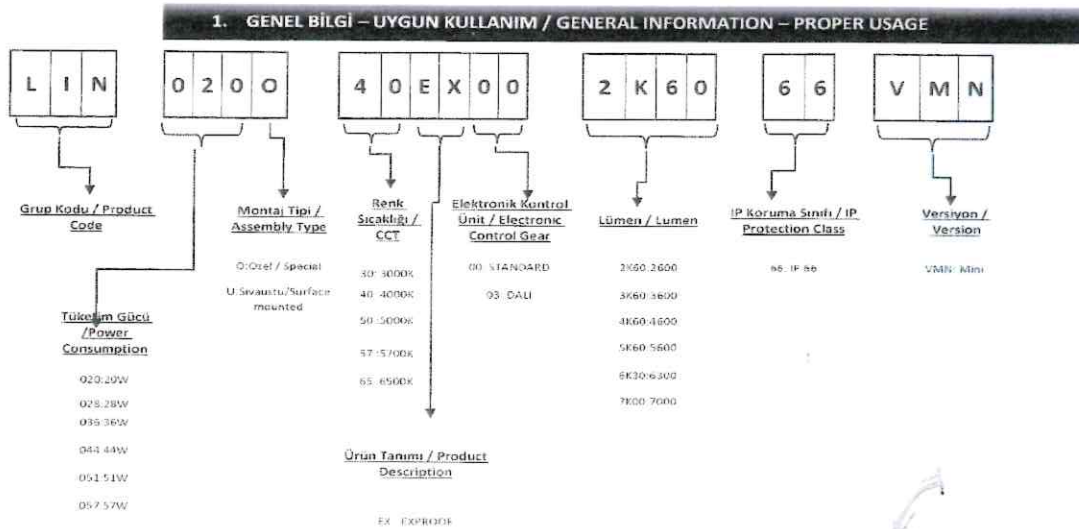 1. GENEL BİLGİ – UYGUN KULLANIM / GENERAL INFORMATION – PROPER USAGE
L I N 0 2 0 O 4 0 E X 0 0 2 K 6 0 6 6 V M N
Grup Kodu / Product
Code
Montaj Tipi /
Assembly Type
O:Özel / Special
U:Sıvaüstü/Surface
mounted
Renk
Sıcaklığı /
CCT
30: 3000K
40: 4000K
50:5000K
57:5700K
65: 6500K
Elektronik Kontrol
Ünit / Electronic
Control Gear
00: STANDARD
03: DALI
Lümen / Lumen
2K60:2600
3K60:3600
4K60:4600
5K60:5600
6K30:6300
7K00:7000
IP Koruma Sınıfı / IP
Protection Class
66: IP 66
Versiyon /
Version
VMN: Mini
Tüketim Gücü
/Power
Consumption
020:20W
028:28W
036:36W
044:44W
051:51W
057:57W
Ürün Tanımı / Product
Description
EX: EXPROOF